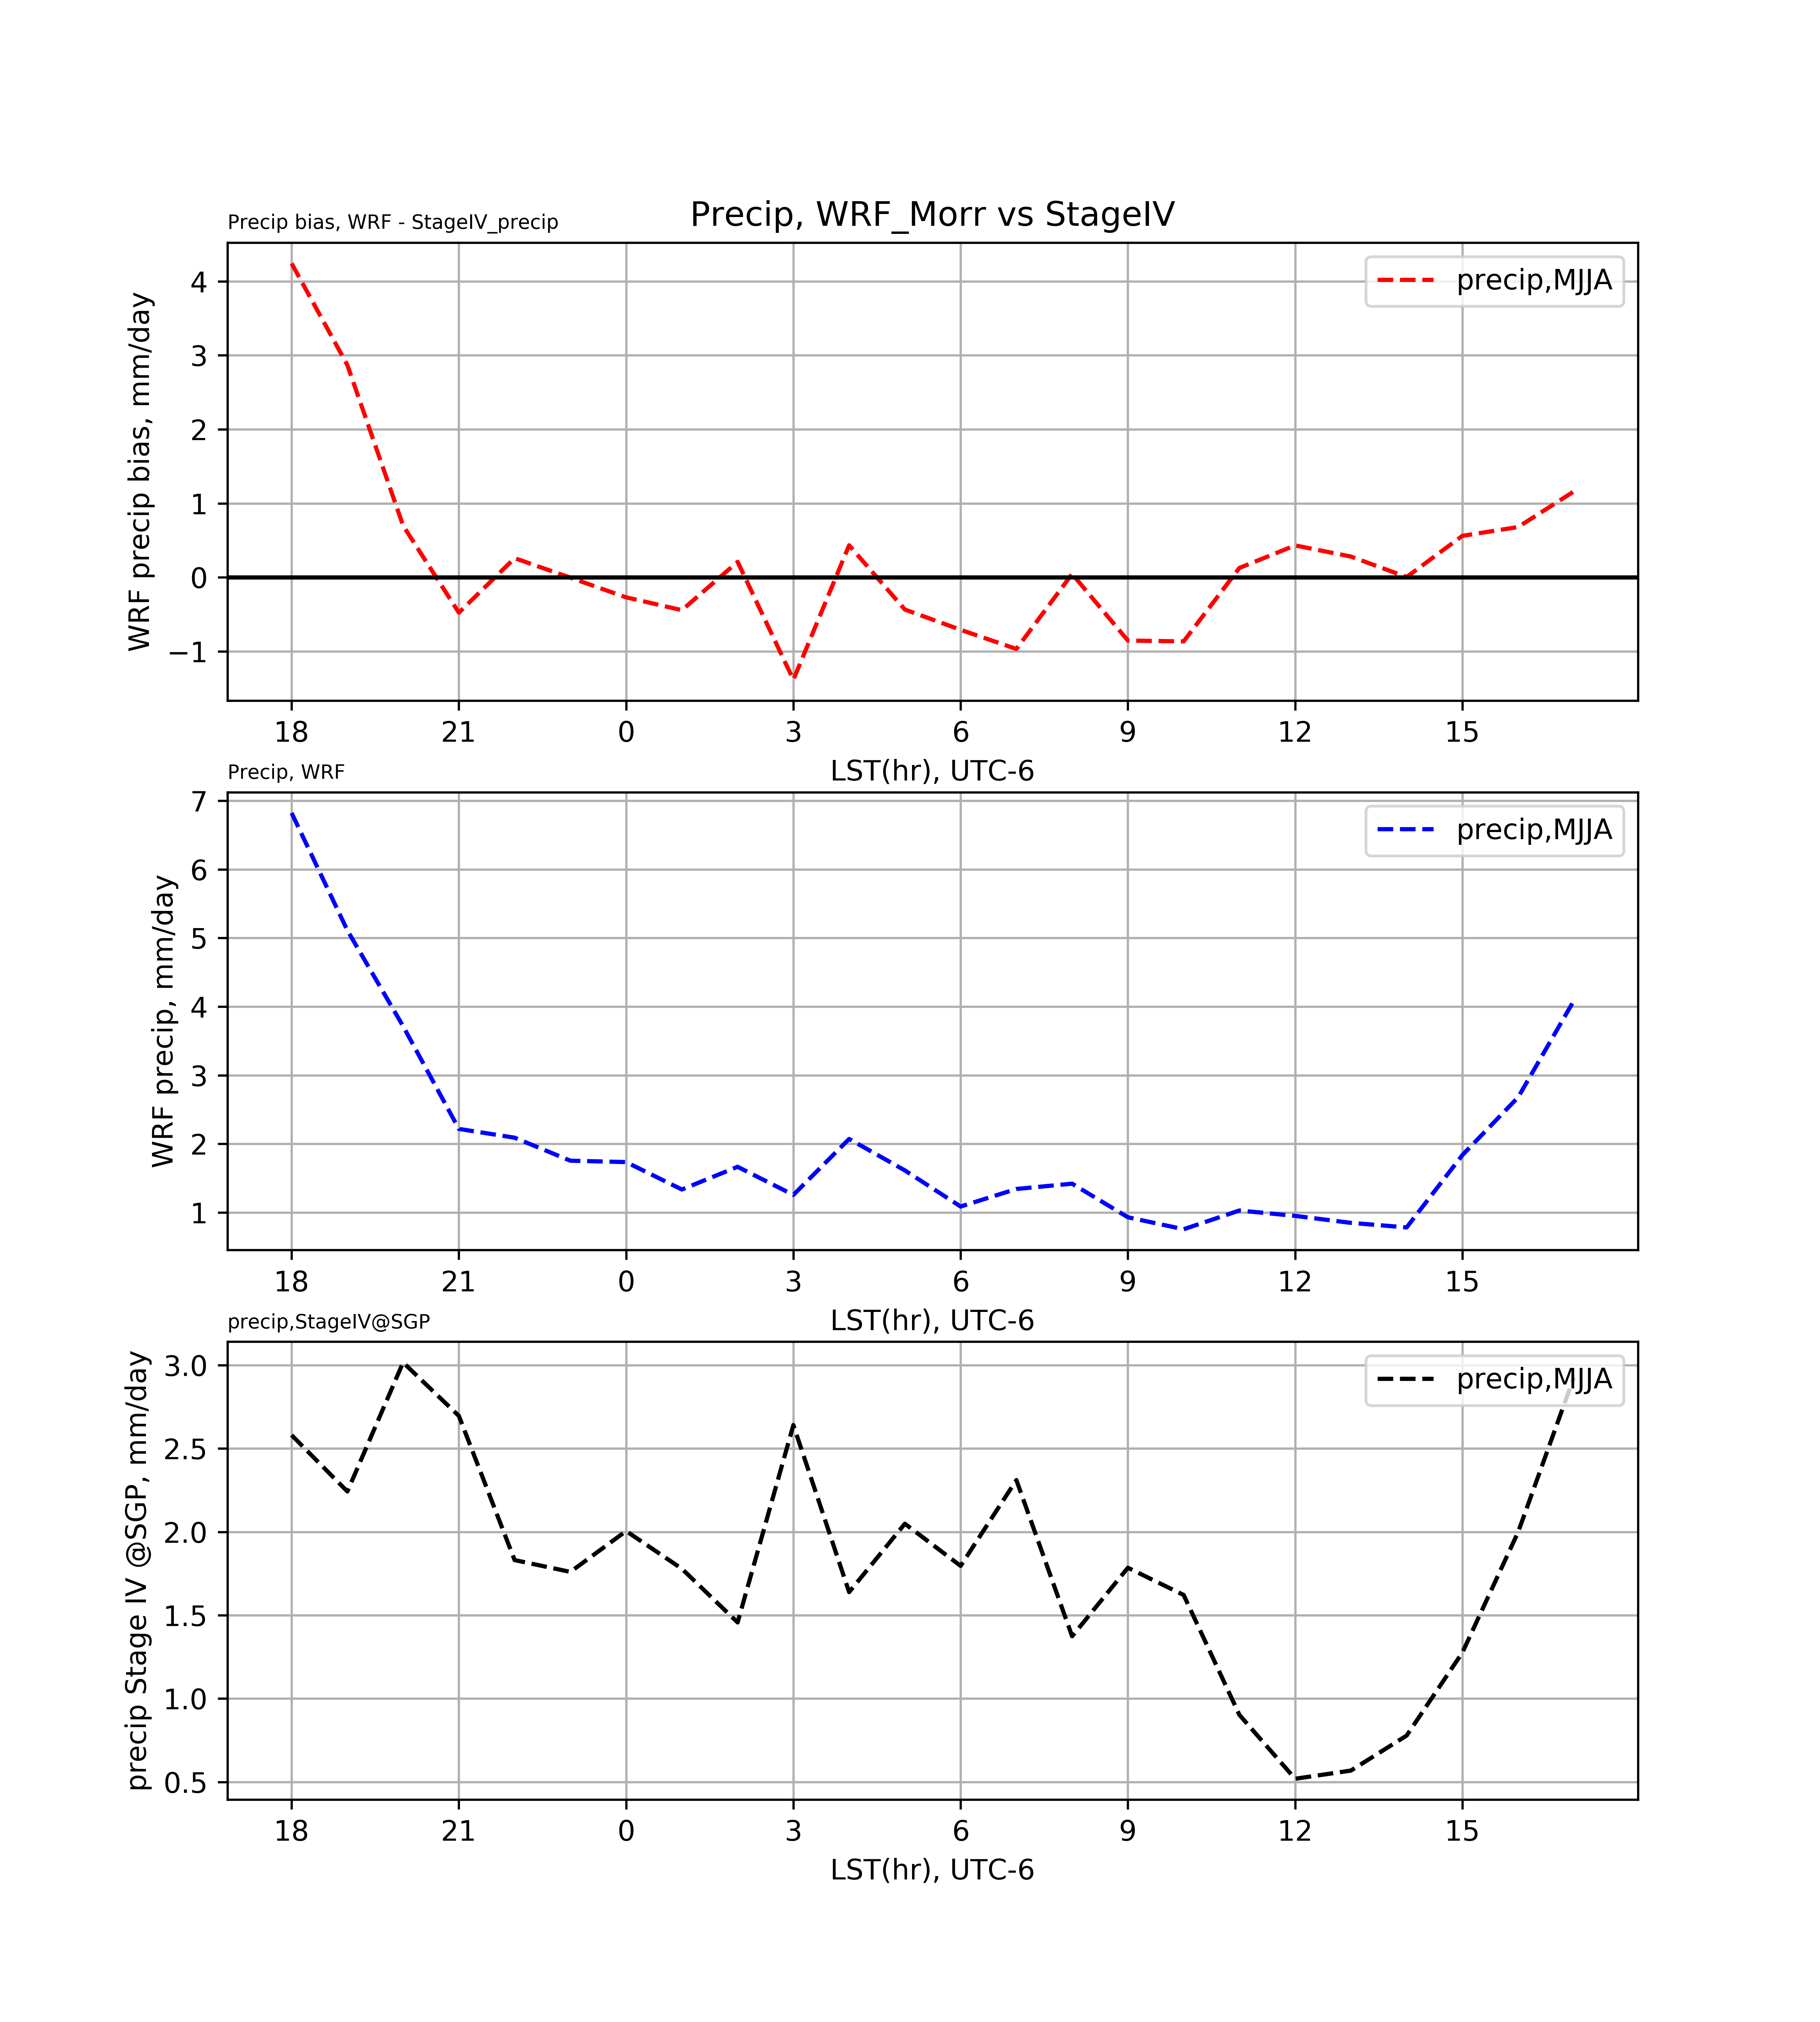 Precip, WRF_Morr vs StageIV
Precip bias, WRF - StageIV_precip
precip,MJJA
WRF precip bias, mm/day
4
3
2
1
0
−1
18 21 0 3 6 9 12 15
LST(hr), UTC-6
Precip, WRF
precip,MJJA
WRF precip, mm/day
7
6
5
4
3
2
1
18 21 0 3 6 9 12 15
LST(hr), UTC-6
precip,StageIV@SGP
precip,MJJA
precip Stage IV @SGP, mm/day
3.0
2.5
2.0
1.5
1.0
0.5
18 21 0 3 6 9 12 15
LST(hr), UTC-6